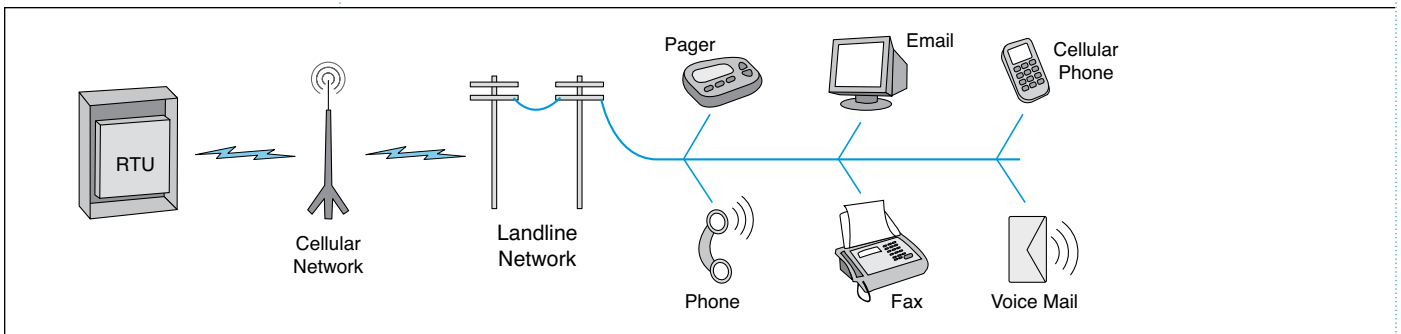 RTU
Cellular
Network
Landline
Network
Pager
Email
Cellular
Phone
Phone
Fax
Voice Mail